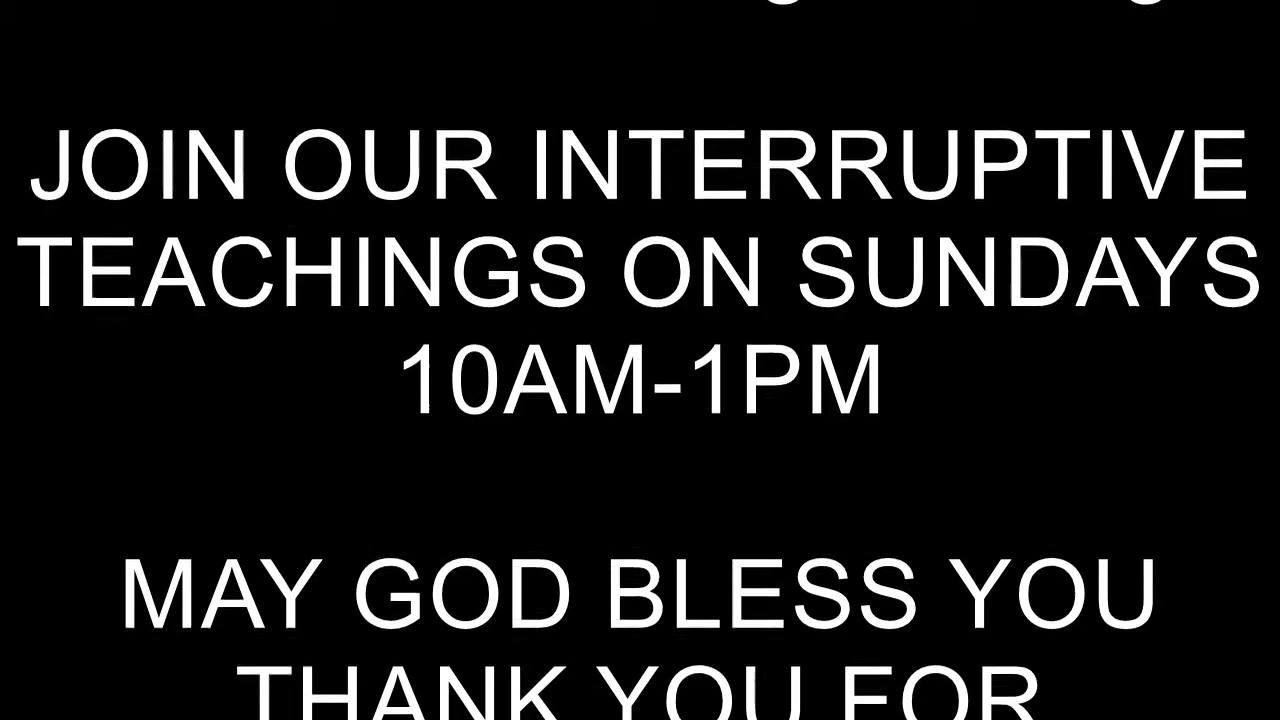 JOIN OUR INTERRUPTIVE
TEACHINGS ON SUNDAYS
10AM-1PM
MAY GOD BLESS YOU
THANK YOU FOR